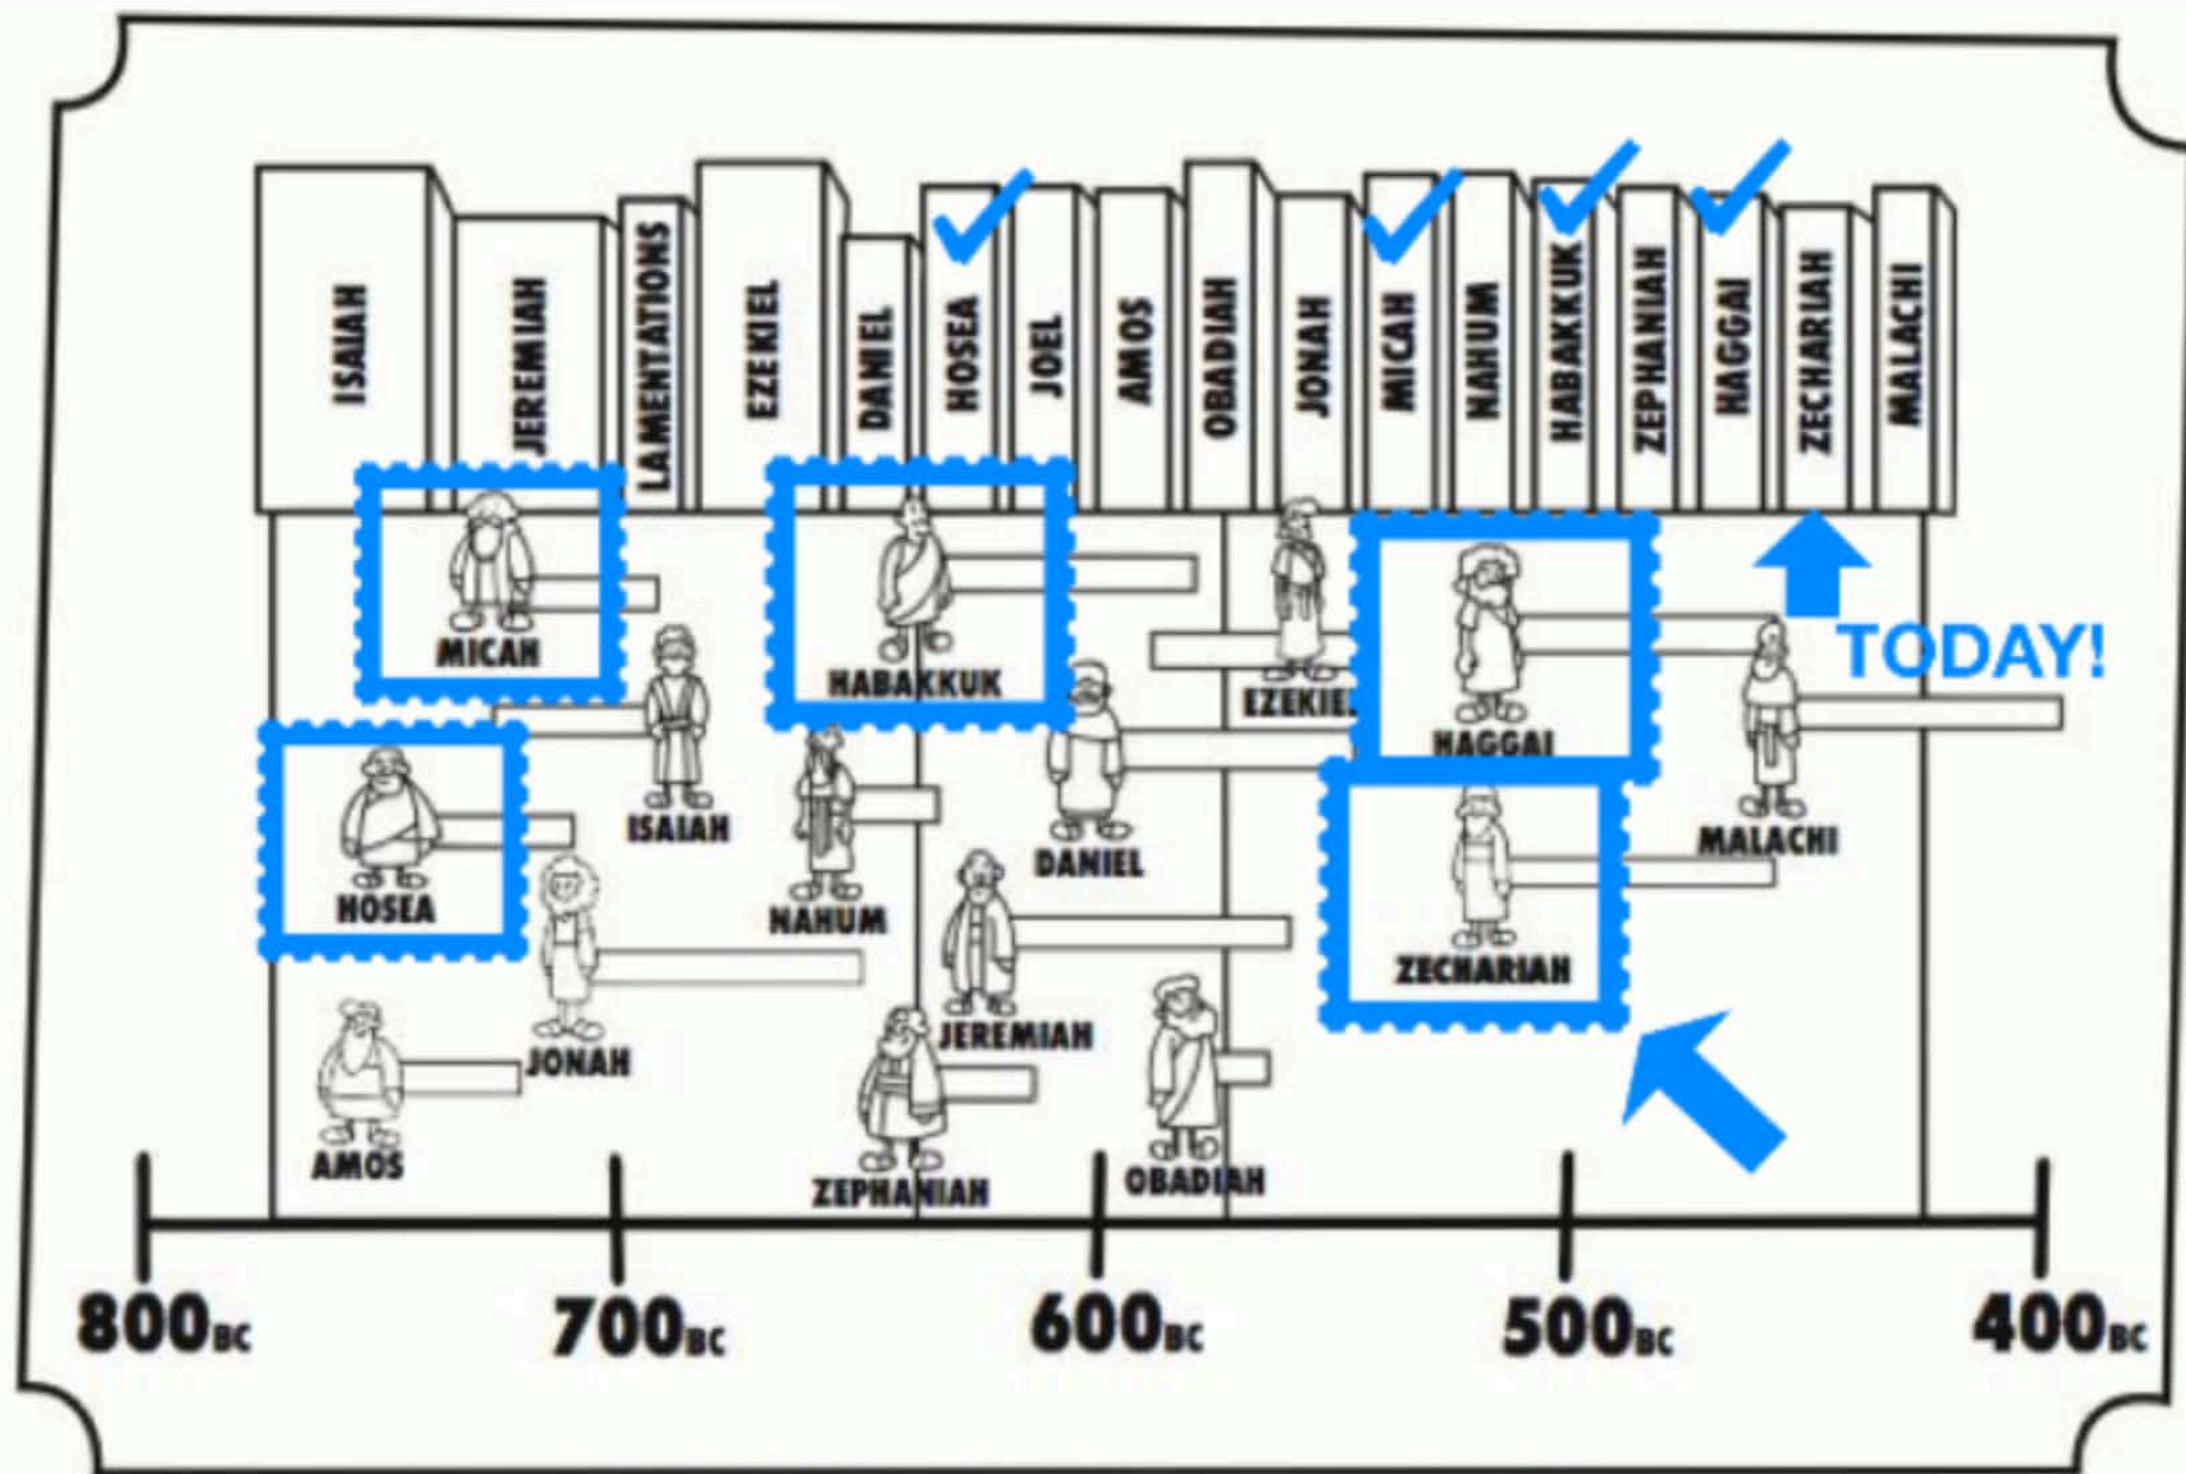 ISAIAH
JEREMIAH
LAMENTATIONS
EZEKIEL
DANIEL
HOSEA
JOEL
AMOS
OBADIAH
JONAH
MICAH
NAHUM
HABAKKUK
ZEPHANIAH
HAGGAI
ZECHARIAH
MALACHI
TODAY!
MICAH
HABAKKUK
EZEKIEL
HAGGAI
ISAIAH
MALACHI
DANIEL
HOSEA
NAHUM
ZECHARIAH
JEREMIAH
JONAH
AMOS
ZEPHANIAH
OBADIAH
800BC 700BC 600BC 500BC 400BC